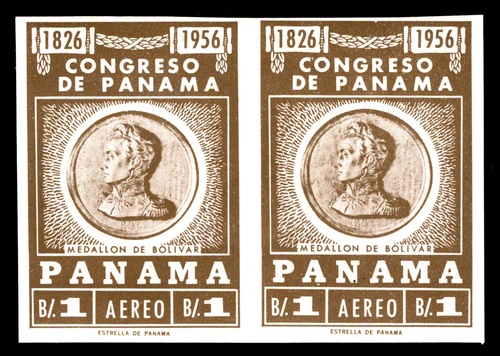 1826 1956
CONGRESO
DE PANAMA
MEDALLON DE BOLIVAR
PANAMA
B/. 1 AEREO B/. 1
ESTRELLA DE PANAMA
1826 1956
CONGRESO
DE PANAMA
MEDALLON DE BOLIVAR
PANAMA
B/. 1 AEREO B/. 1
ESTRELLA DE PANAMA